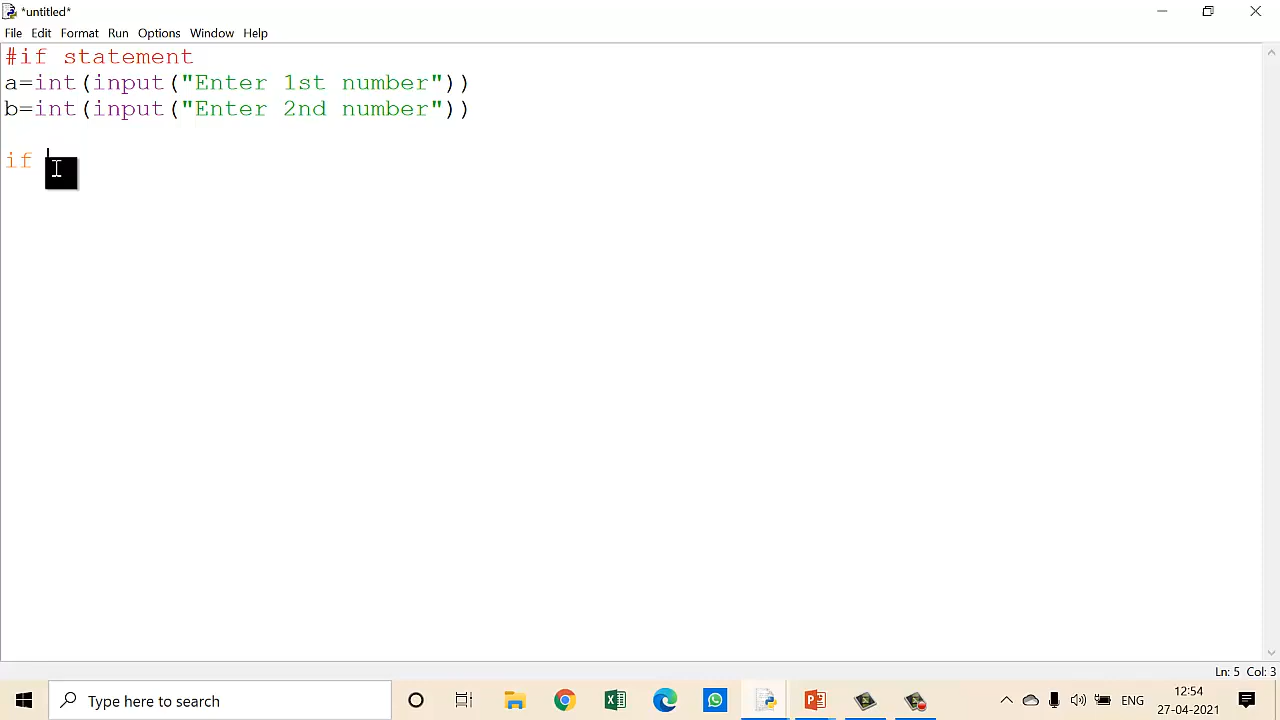 *untitled*
File Edit Format Run Options Window Help
#if statement
a=int(input("Enter 1st number"))
b=int(input("Enter 2nd number"))
if
Ln: 5 Col: 3
Type here to search
ENG
12:54
27-04-2021